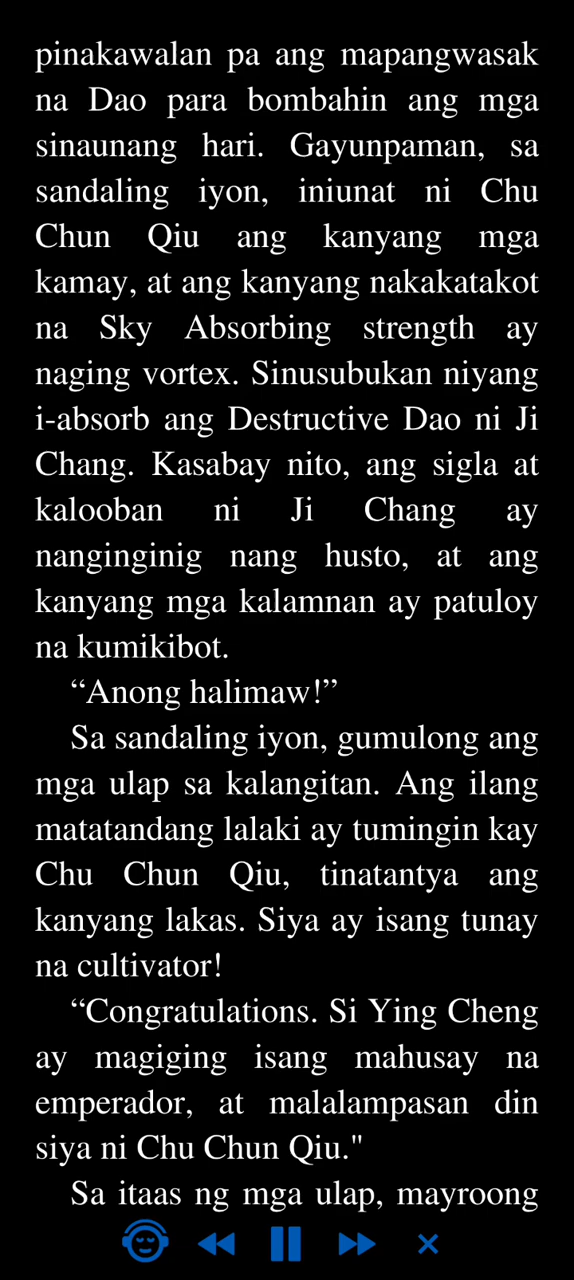 pinakawalan pa ang mapangwasak
na Dao para bombahin ang mga
sinaunang hari. Gayunpaman, sa
sandaling iyon, iniunat ni Chu
Chun Qiu ang kanyang mga
kamay, at ang kanyang nakakatakot
na Sky Absorbing strength ay
naging vortex. Sinusubukan niyang
i-absorb ang Destructive Dao ni Ji
Chang. Kasabay nito, ang sigla at
kalooban ni Ji Chang ay
nanginginig nang husto, at ang
kanyang mga kalamnan ay patuloy
na kumikibot.
“Anong halimaw!”
Sa sandaling iyon, gumulong ang
mga ulap sa kalangitan. Ang ilang
matatandang lalaki ay tumingin kay
Chu Chun Qiu, tinatantya ang
kanyang lakas. Siya ay isang tunay
na cultivator!
“Congratulations. Si Ying Cheng
ay magiging isang mahusay na
emperador, at malalampasan din
siya ni Chu Chun Qiu."
Sa itaas ng mga ulap, mayroong